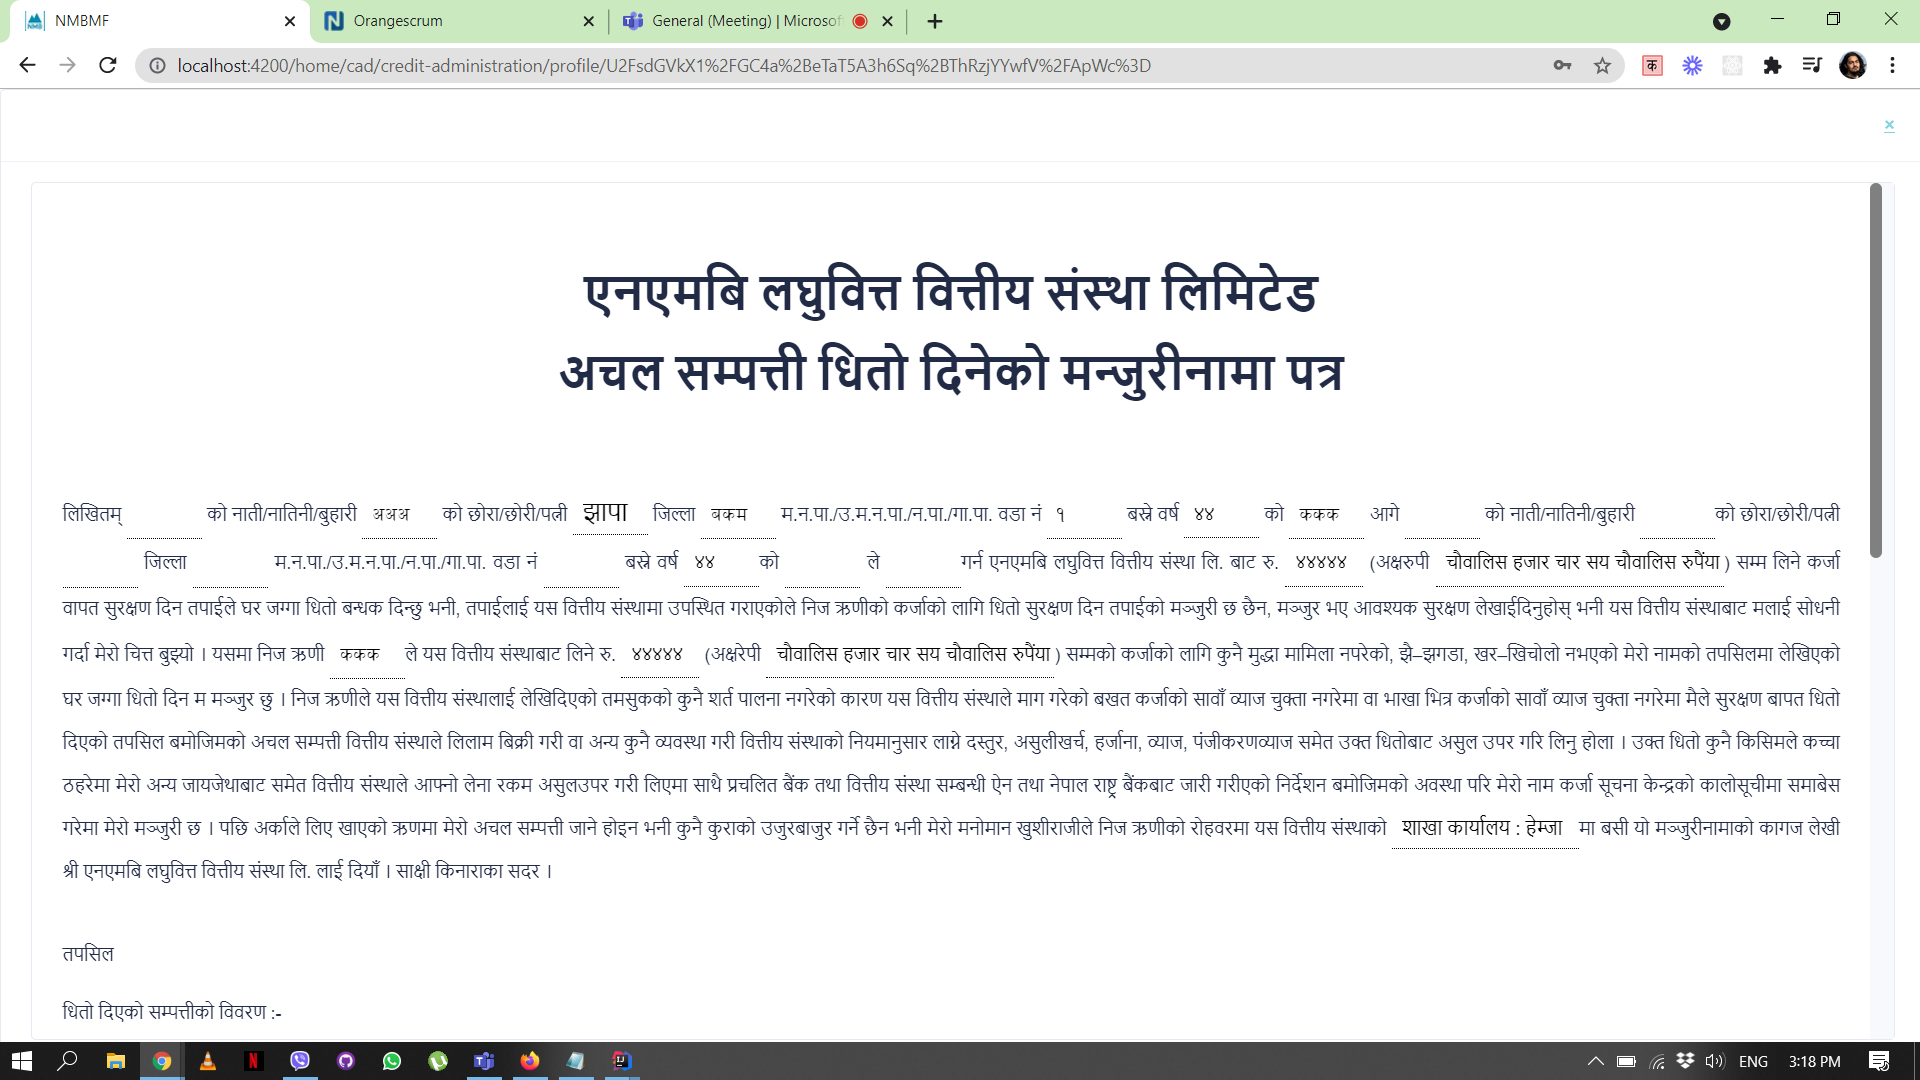 NMBMF
Orangescrum
General (Meeting) | Microsof
localhost:4200/home/cad/credit-administration/profile/U2FsdGVkX1%2FGC4a%2BeTaT5A3h6Sq%2BThRzjYYwfV%2FApWc%3D
एनएमबि लघुवित्त वित्तीय संस्था लिमिटेड
अचल सम्पत्ती धितो दिनेको मन्जुरीनामा पत्र
लिखितम् को नाती/नातिनी/बुहारी अअअ को छोरा/छोरी/पत्नी झापा जिल्ला बकम म.न.पा./उ.म.न.पा./न.पा./गा.पा. वडा नं १ बस्ने वर्ष ४४ को ककक आगे को नाती/नातिनी/बुहारी को छोरा/छोरी/पत्नी
जिल्ला म.न.पा./उ.म.न.पा./न.पा./गा.पा. वडा नं बस्ने वर्ष ४४ को ले गर्न एनएमबि लघुवित्त वित्तीय संस्था लि. बाट रु. ४४४४४ (अक्षरुपी चौवालिस हजार चार सय चौवालिस रुपैंया ) सम्म लिने कर्जा
वापत सुरक्षण दिन तपाईले घर जग्गा धितो बन्धक दिन्छु भनी, तपाईलाई यस वित्तीय संस्थामा उपस्थित गराएकोले निज ऋणीको कर्जाको लागि धितो सुरक्षण दिन तपाईको मञ्जुरी छ छैन, मञ्जुर भए आवश्यक सुरक्षण लेखाईदिनुहोस् भनी यस वित्तीय संस्थाबाट मलाई सोधनी
गर्दा मेरो चित्त बुझ्यो । यसमा निज ऋणी ककक ले यस वित्तीय संस्थाबाट लिने रु. ४४४४४ (अक्षरेपी चौवालिस हजार चार सय चौवालिस रुपैंया ) सम्मको कर्जाको लागि कुनै मुद्धा मामिला नपरेको, झै–झगडा, खर–खिचोलो नभएको मेरो नामको तपसिलमा लेखिएको
घर जग्गा धितो दिन म मञ्जुर छु । निज ऋणीले यस वित्तीय संस्थालाई लेखिदिएको तमसुकको कुनै शर्त पालना नगरेको कारण यस वित्तीय संस्थाले माग गरेको बखत कर्जाको सावाँ व्याज चुक्ता नगरेमा वा भाखा भित्र कर्जाको सावाँ व्याज चुक्ता नगरेमा मैले सुरक्षण बापत धितो
दिएको तपसिल बमोजिमको अचल सम्पत्ती वित्तीय संस्थाले लिलाम बिक्री गरी वा अन्य कुनै व्यवस्था गरी वित्तीय संस्थाको नियमानुसार लाग्ने दस्तुर, असुलीखर्च, हर्जाना, व्याज, पंजीकरणव्याज समेत उक्त धितोबाट असुल उपर गरि लिनु होला । उक्त धितो कुनै किसिमले कच्चा
ठहरेमा मेरो अन्य जायजेथाबाट समेत वित्तीय संस्थाले आफ्नो लेना रकम असुलउपर गरी लिएमा साथै प्रचलित बैंक तथा वित्तीय संस्था सम्बन्धी ऐन तथा नेपाल राष्ट्र बैंकबाट जारी गरीएको निर्देशन बमोजिमको अवस्था परि मेरो नाम कर्जा सूचना केन्द्रको कालोसूचीमा समाबेस
गरेमा मेरो मञ्जुरी छ । पछि अर्काले लिए खाएको ऋणमा मेरो अचल सम्पत्ती जाने होइन भनी कुनै कुराको उजुरबाजुर गर्ने छैन भनी मेरो मनोमान खुशीराजीले निज ऋणीको रोहवरमा यस वित्तीय संस्थाको शाखा कार्यालय : हेम्जा मा बसी यो मञ्जुरीनामाको कागज लेखी
श्री एनएमबि लघुवित्त वित्तीय संस्था लि. लाई दियाँ । साक्षी किनाराका सदर ।
तपसिल
धितो दिएको सम्पत्तीको विवरण :-
ENG 3:18 PM